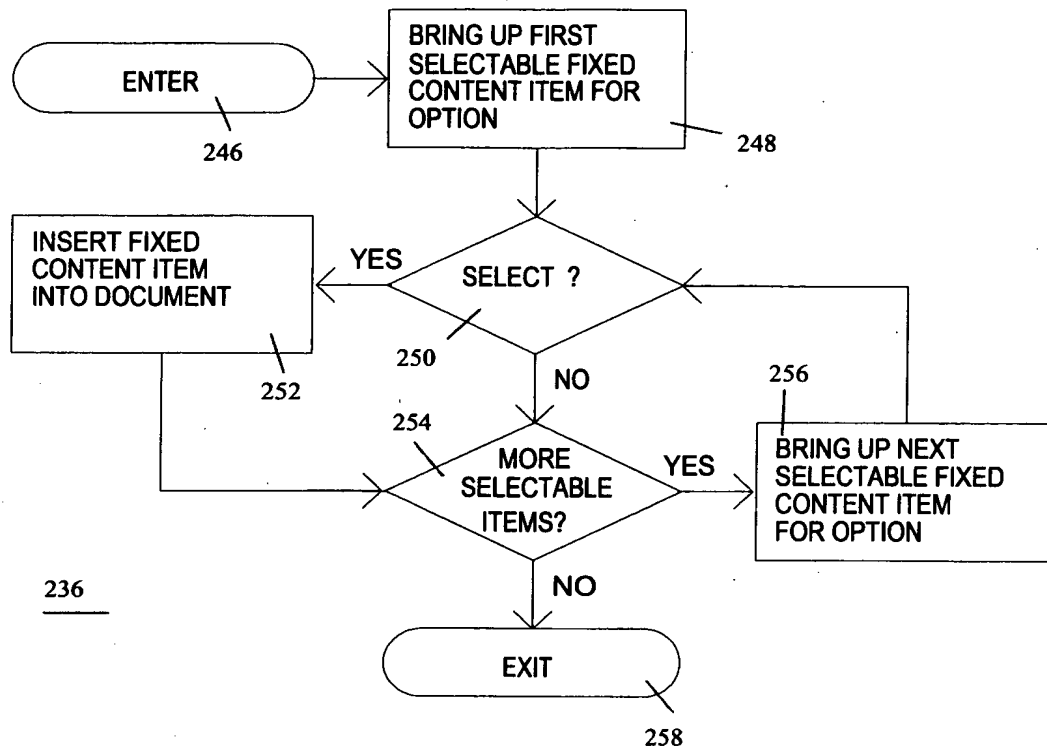 ENTER
246
BRING UP FIRST
SELECTABLE FIXED
CONTENT ITEM FOR
OPTION
248
INSERT FIXED
CONTENT ITEM
INTO DOCUMENT
252
YES
SELECT ?
250
NO
254
MORE
SELECTABLE
ITEMS?
YES
256
BRING UP NEXT
SELECTABLE FIXED
CONTENT ITEM
FOR OPTION
236
NO
EXIT
258